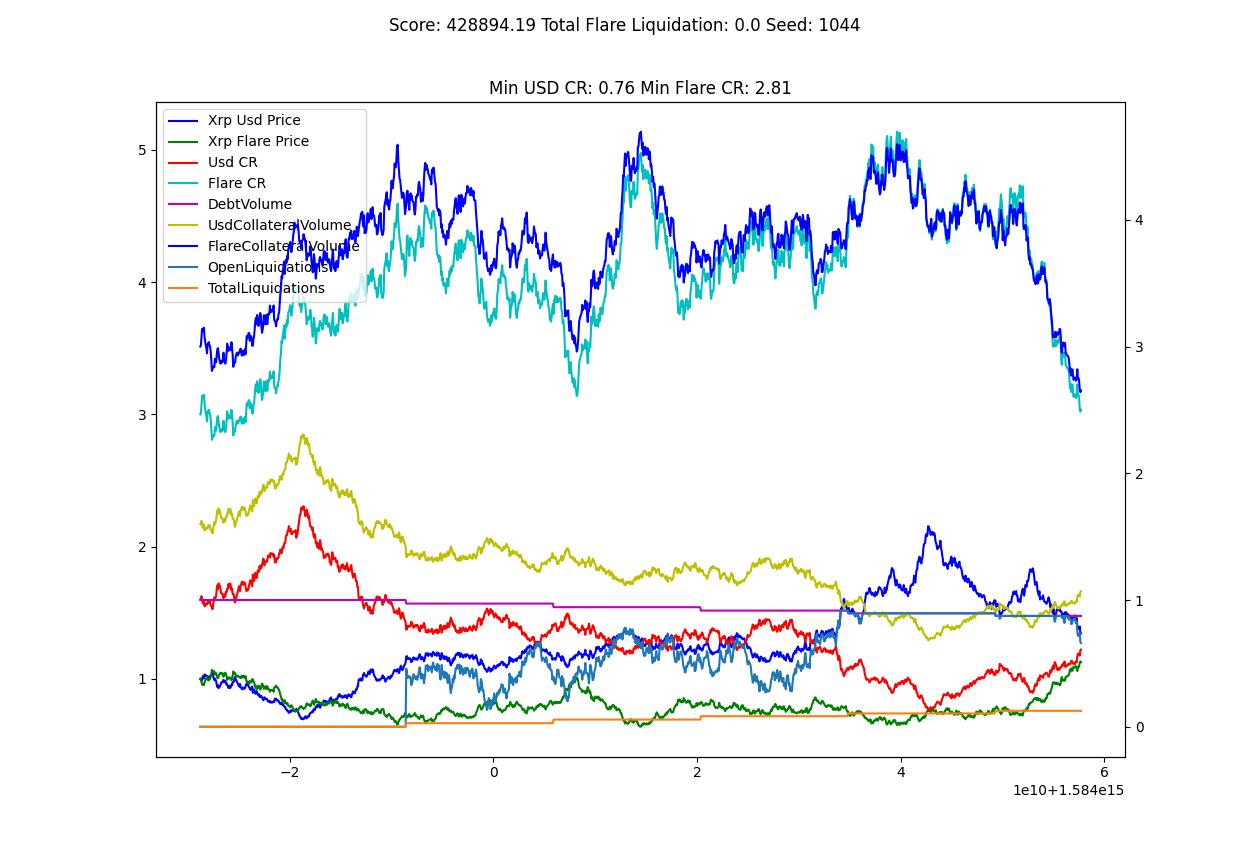 Score: 428894.19 Total Flare Liquidation: 0.0 Seed: 1044
Min USD CR: 0.76 Min Flare CR: 2.81
Xrp Usd Price
Xrp Flare Price
Usd CR
Flare CR
DebtVolume
UsdCollateralVolume
FlareCollateralVolume
OpenLiquidations
TotalLiquidations
5
4
3
2
1
4
3
2
1
0
−2
0
2
4
6
1e10+1.584e15